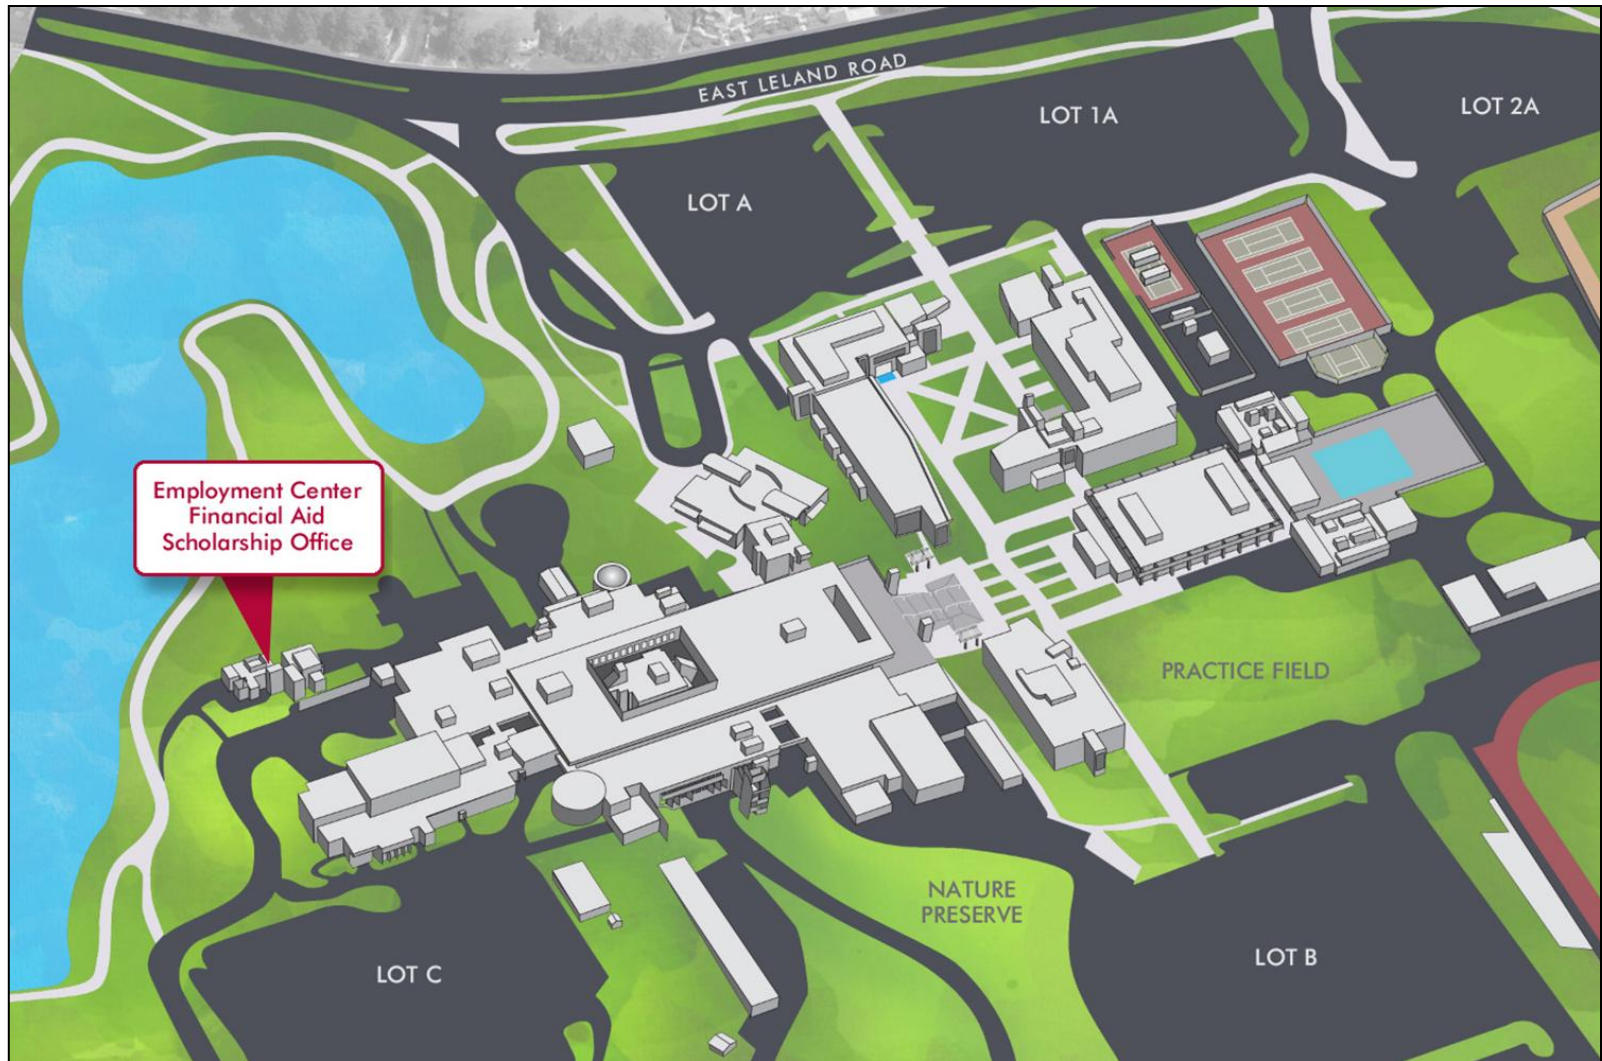 EAST LELAND ROAD
LOT 1A
LOT 2A
LOT A
Employment Center
Financial Aid
Scholarship Office
PRACTICE FIELD
NATURE
PRESERVE
LOT B
LOT C